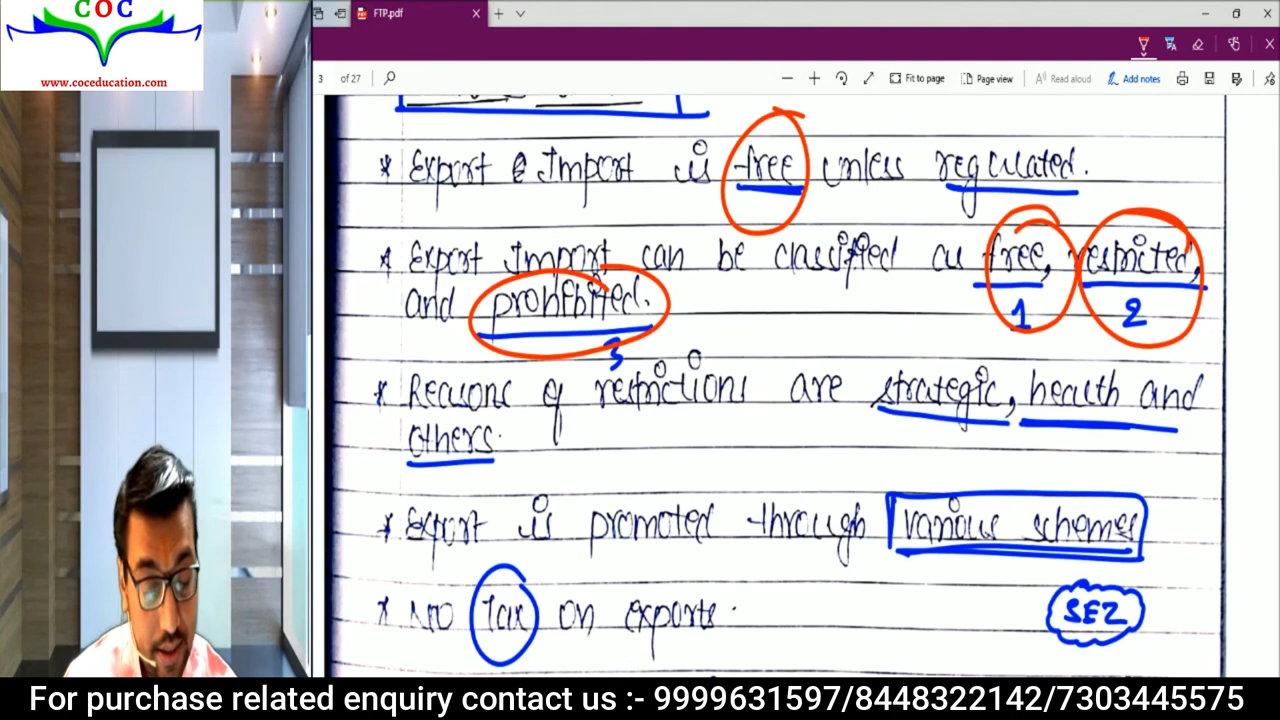 COC
www.coceducation.com
FTP.pdf
3 of 27
Fit to page
Page view
Read aloud
Add notes
* Export & Import is free unless regulated.
* Export Import can be classified as free, restricted,
1 2
and prohibited.
3
* Reasons of restrictions are strategic, health and
others.
* Export is promoted through various schemes
* No Tax on exports.
SEZ
For purchase related enquiry contact us :- 9999631597/8448322142/7303445575